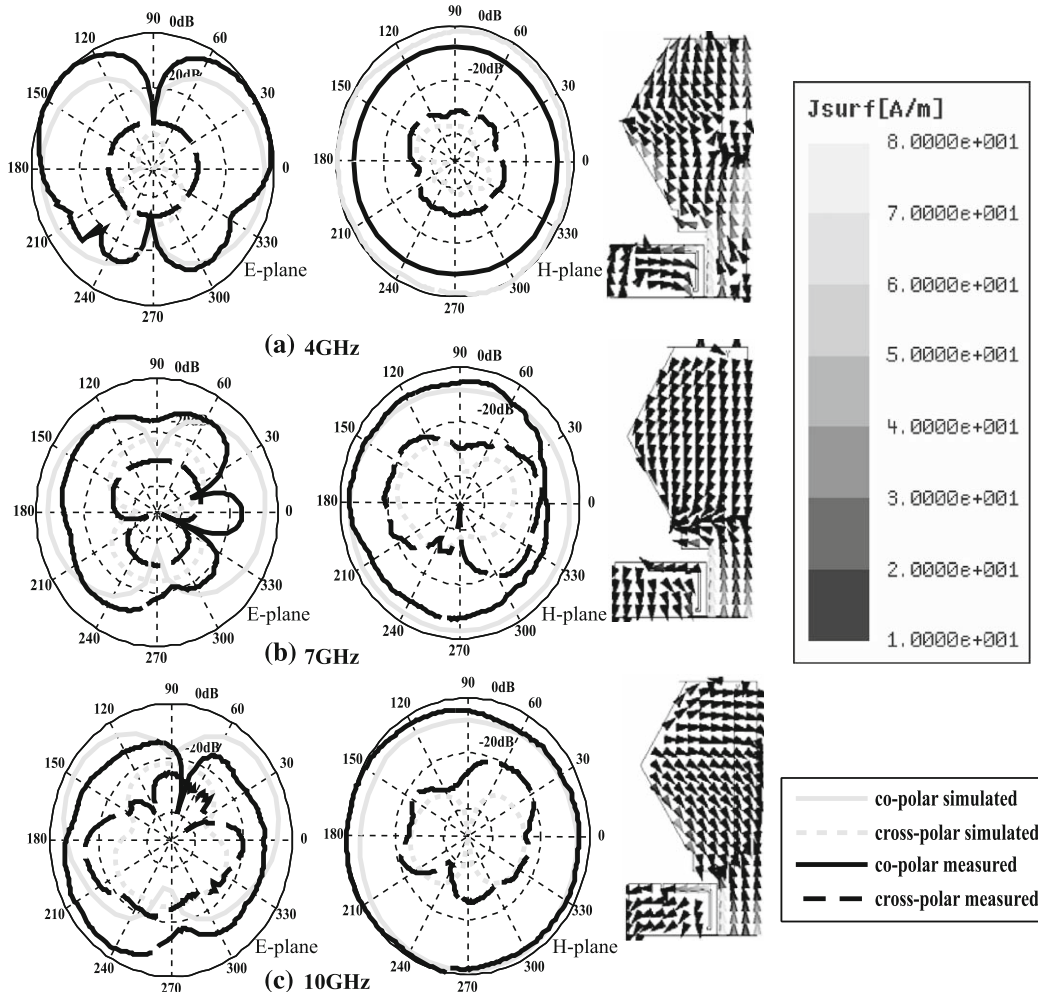 90
0dB
120
60
150
-20dB
30
180
0
210
330
240
300
270
E-plane
90
0dB
120
60
150
-20dB
30
180
0
210
330
240
300
270
H-plane
(a) 4GHz
90
0dB
120
60
150
30
180
0
210
330
240
300
270
E-plane
90
0dB
120
60
-20dB
150
30
180
0
210
330
240
300
270
H-plane
(b) 7GHz
90
0dB
120
60
-20dB
150
30
180
0
210
330
240
300
270
E-plane
90
0dB
120
60
-20dB
150
30
180
0
210
330
240
300
270
H-plane
(c) 10GHz
Jsurf[A/m]
8.0000e+001
7.0000e+001
6.0000e+001
5.0000e+001
4.0000e+001
3.0000e+001
2.0000e+001
1.0000e+001
co-polar simulated
cross-polar simulated
co-polar measured
cross-polar measured